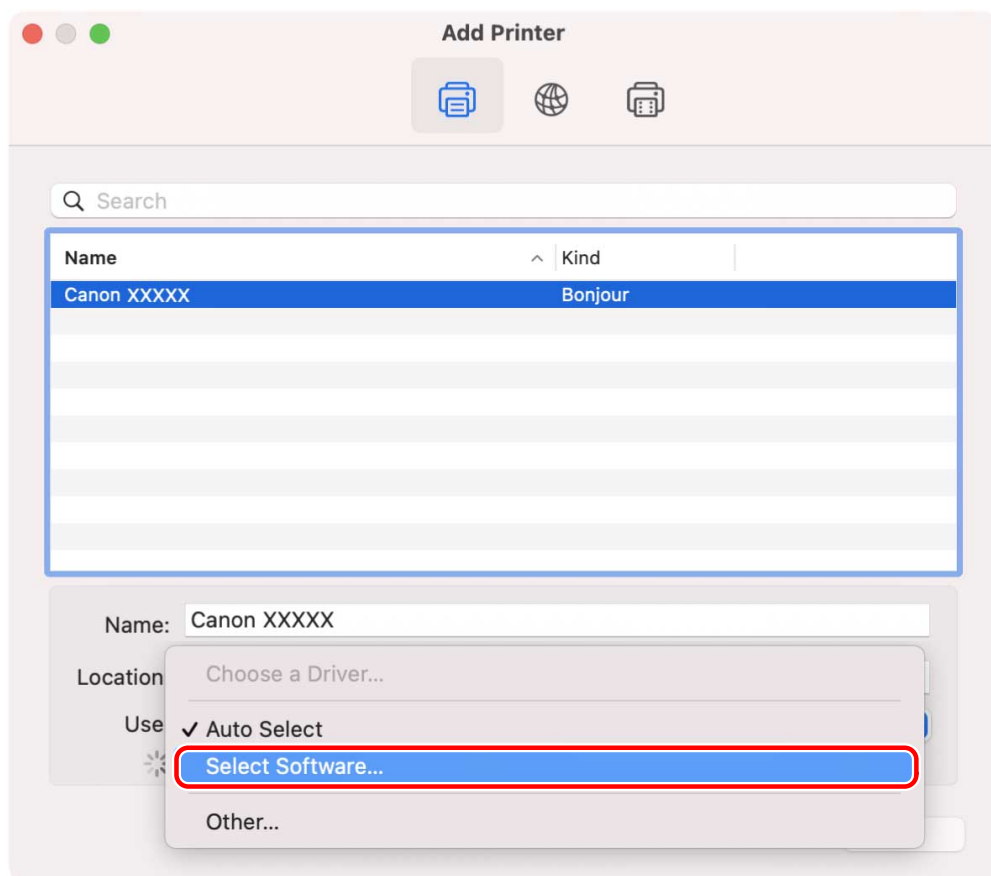 Add Printer
Search
Name Kind
Canon XXXXX Bonjour
Name: Canon XXXXX
Location
Choose a Driver...
Use
✓ Auto Select
Select Software...
Other...